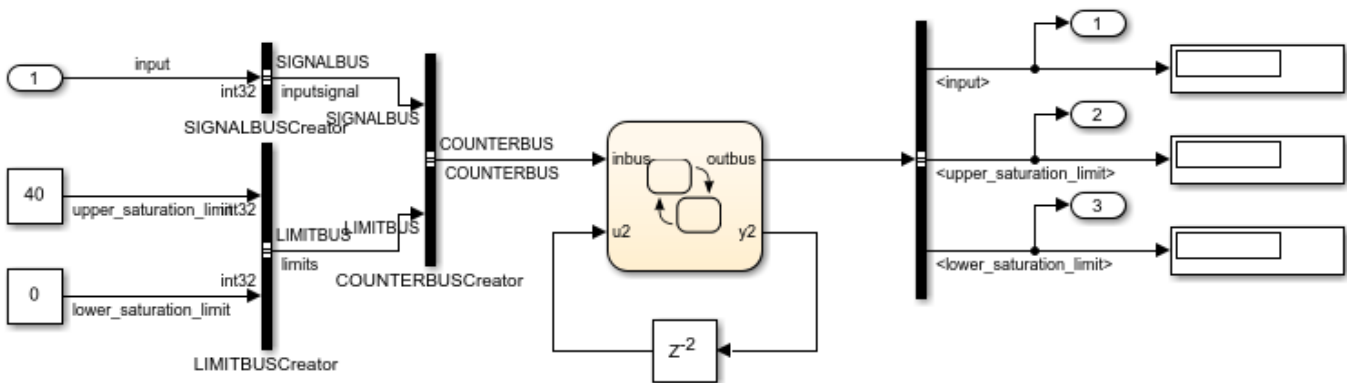 1
input
int32
SIGNALBUS
inputsignal
SIGNALBUS
SIGNALBUSCreator
40
upper_saturation_limit
int32
LIMITBUS
limits
LIMITBUS
0
int32
lower_saturation_limit
LIMITBUSCreator
COUNTERBUS
COUNTERBUS
COUNTERBUSCreator
inbus
outbus
u2
y2
Z-2
1
<input>
2
<upper_saturation_limit>
3
<lower_saturation_limit>